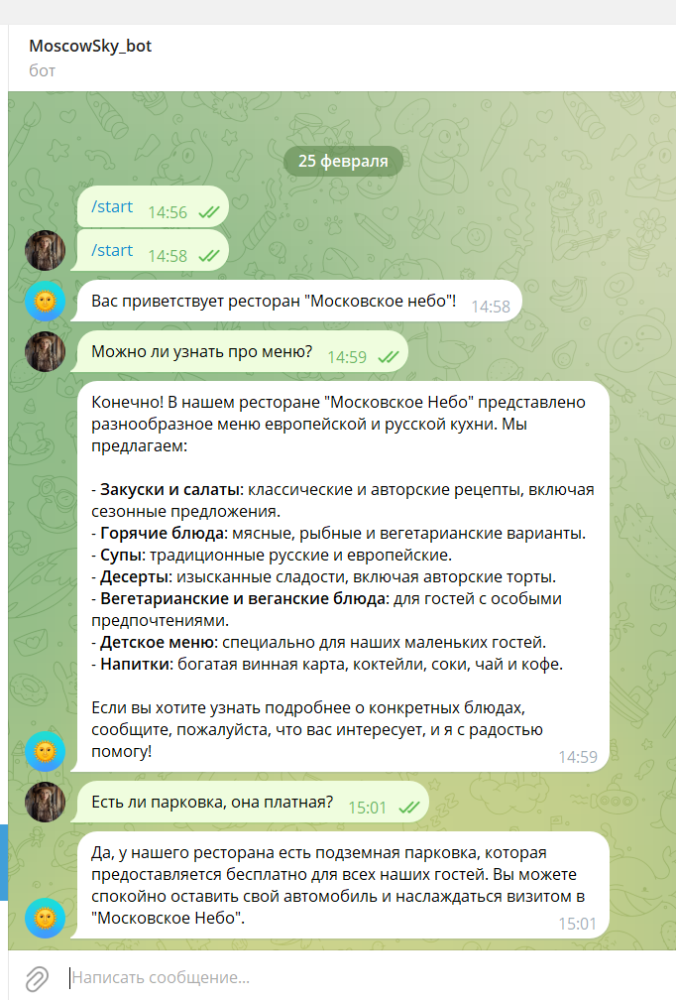 MoscowSky_bot
бот
25 февраля
/start 14:56
/start 14:58
Вас приветствует ресторан "Московское небо"! 14:58
Можно ли узнать про меню? 14:59
Конечно! В нашем ресторане "Московское Небо" представлено
разнообразное меню европейской и русской кухни. Мы
предлагаем:
- Закуски и салаты: классические и авторские рецепты, включая
сезонные предложения.
- Горячие блюда: мясные, рыбные и вегетарианские варианты.
- Супы: традиционные русские и европейские.
- Десерты: изысканные сладости, включая авторские торты.
- Вегетарианские и веганские блюда: для гостей с особыми
предпочтениями.
- Детское меню: специально для наших маленьких гостей.
- Напитки: богатая винная карта, коктейли, соки, чай и кофе.
Если вы хотите узнать подробнее о конкретных блюдах,
сообщите, пожалуйста, что вас интересует, и я с радостью
помогу! 14:59
Есть ли парковка, она платная? 15:01
Да, у нашего ресторана есть подземная парковка, которая
предоставляется бесплатно для всех наших гостей. Вы можете
спокойно оставить свой автомобиль и наслаждаться визитом в
"Московское Небо". 15:01
Написать сообщение...